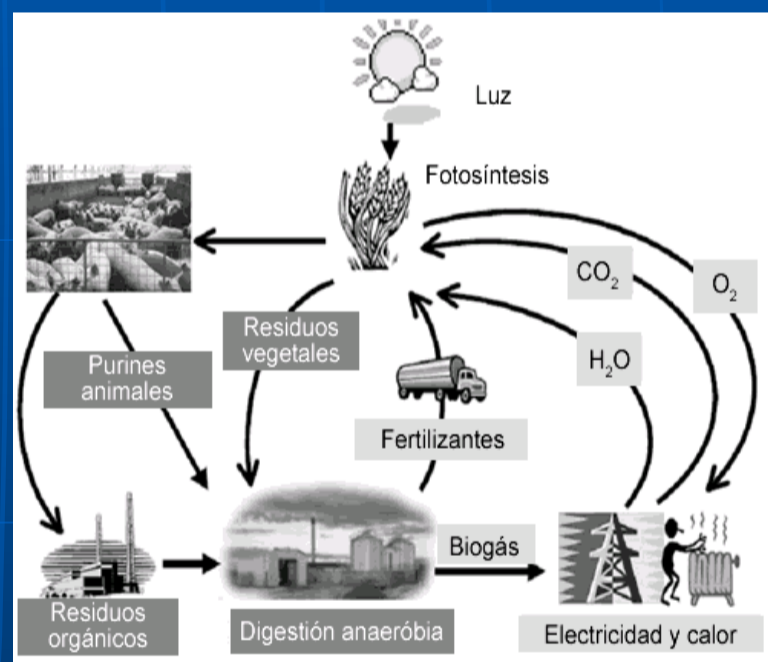 Luz
Fotosíntesis
CO₂
O₂
Residuos
vegetales
H₂O
Purines
animales
Fertilizantes
Biogás
Residuos
orgánicos
Digestión anaeróbia
Electricidad y calor